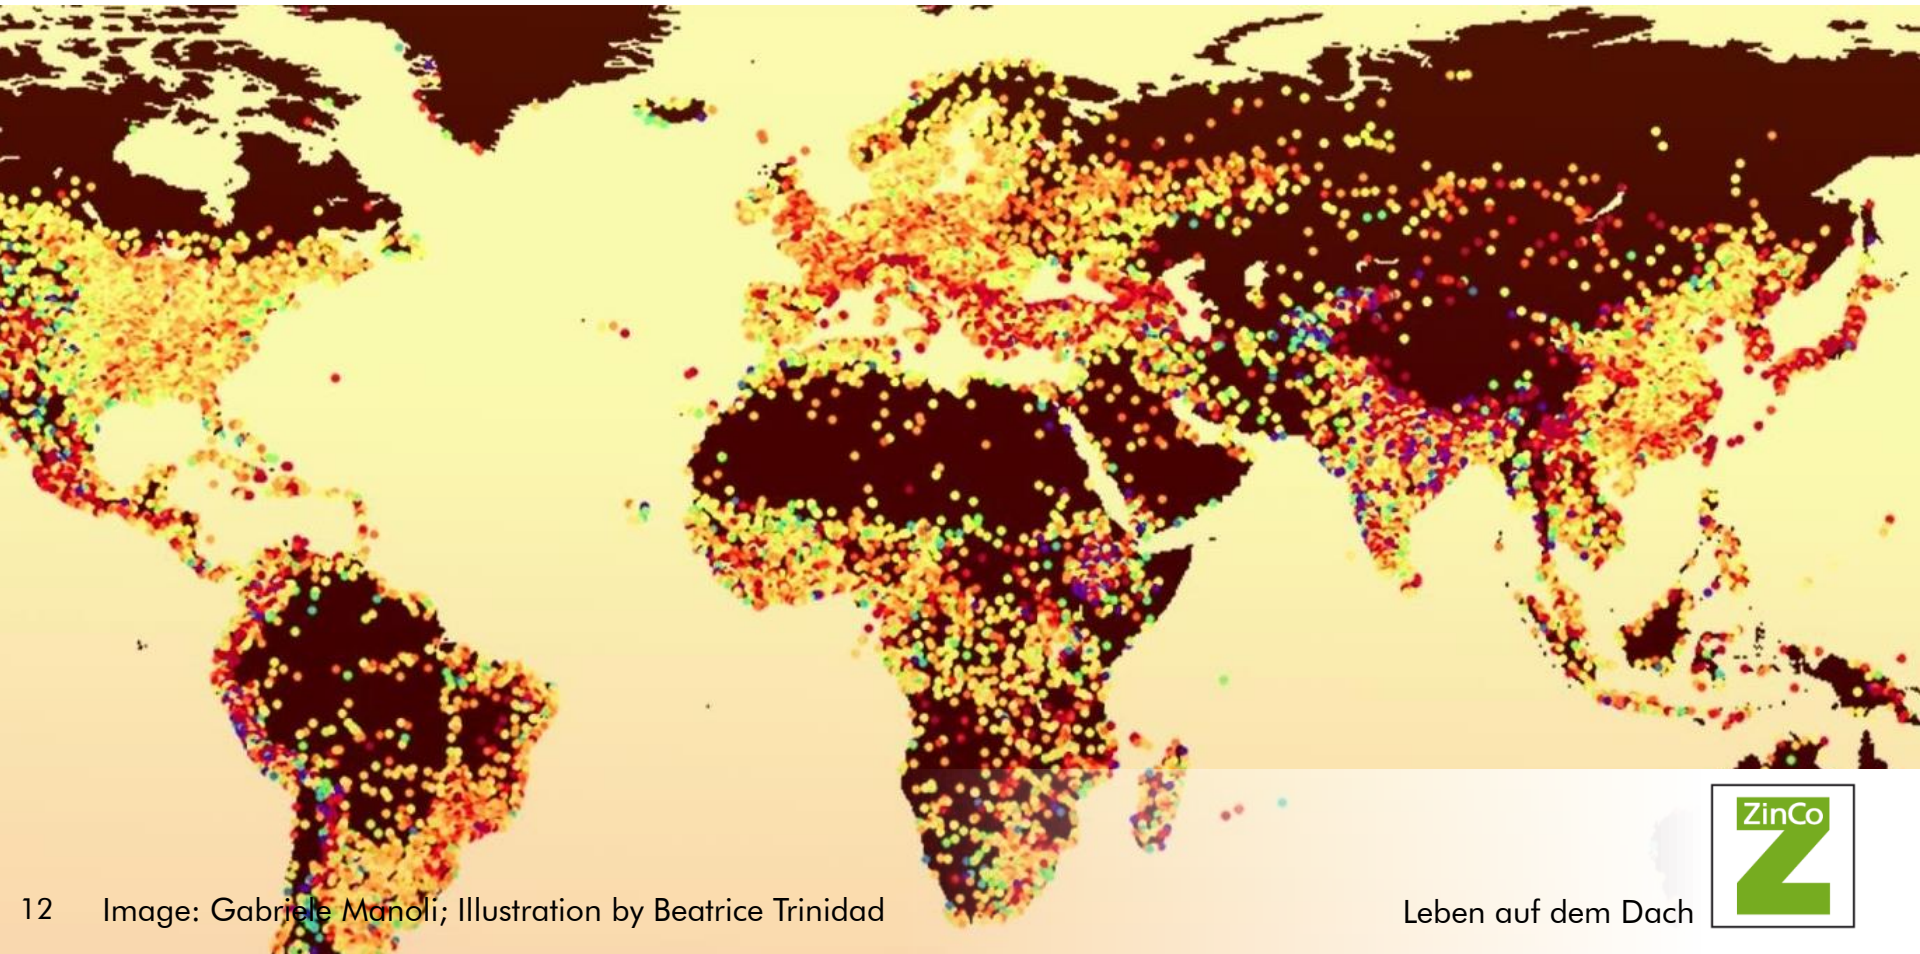 ZinCo
12 Image: Gabriele Manoli; Illustration by Beatrice Trinidad
Leben auf dem Dach